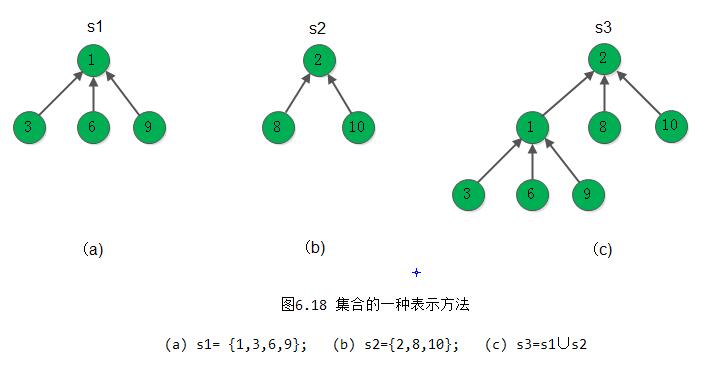 s1 s2 s3
1 2 2
3 6 9 8 10 1 8 10
3 6 9
(a) (b) (c)
图6.18 集合的一种表示方法
(a) s1= {1,3,6,9}; (b) s2={2,8,10}; (c) s3=s1∪s2